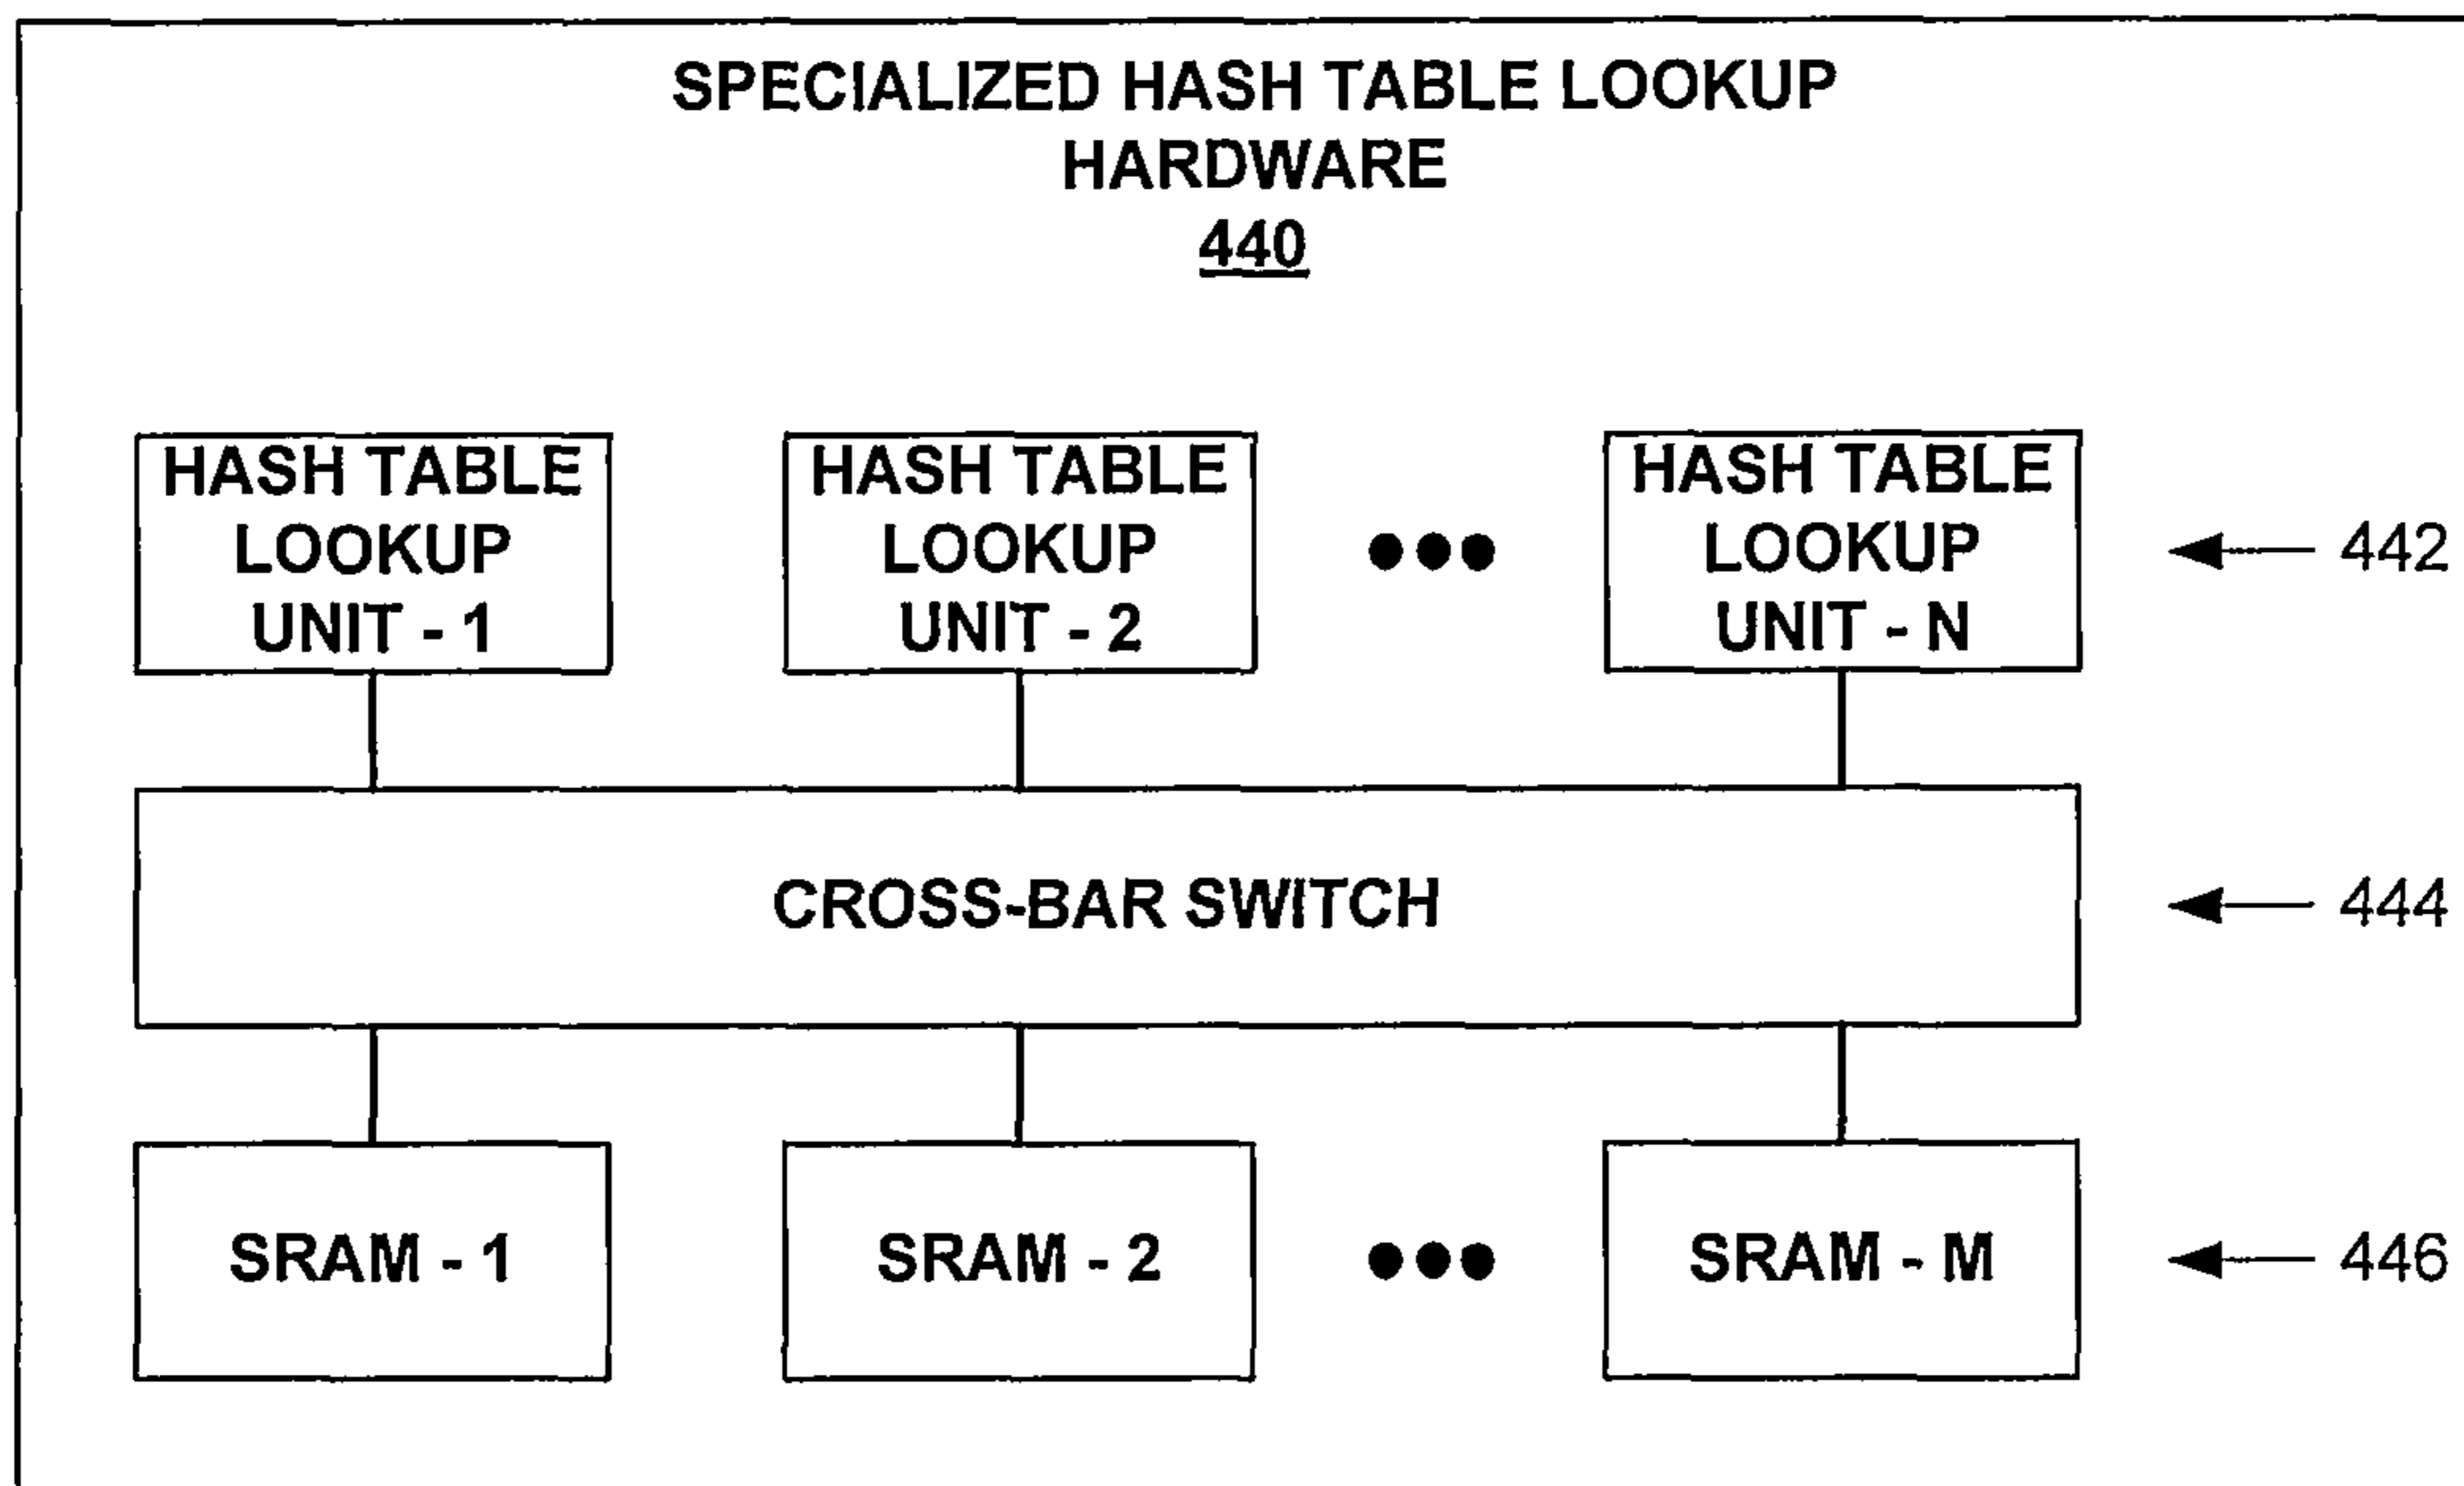 SPECIALIZED HASH TABLE LOOKUP
HARDWARE
440
HASH TABLE
LOOKUP
UNIT - 1
HASH TABLE
LOOKUP
UNIT - 2
HASH TABLE
LOOKUP
UNIT - N
442
CROSS-BAR SWITCH
444
SRAM - 1
SRAM - 2
SRAM - M
446